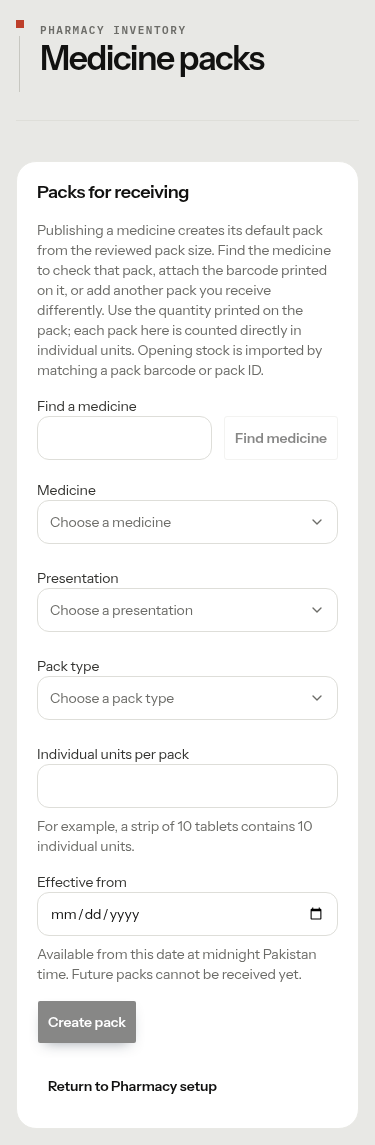 PHARMACY INVENTORY
Medicine packs
Packs for receiving
Publishing a medicine creates its default pack
from the reviewed pack size. Find the medicine
to check that pack, attach the barcode printed
on it, or add another pack you receive
differently. Use the quantity printed on the
pack; each pack here is counted directly in
individual units. Opening stock is imported by
matching a pack barcode or pack ID.
Find a medicine
Find medicine
Medicine
Choose a medicine
Presentation
Choose a presentation
Pack type
Choose a pack type
Individual units per pack
For example, a strip of 10 tablets contains 10
individual units.
Effective from
mm/dd/yyyy
Available from this date at midnight Pakistan
time. Future packs cannot be received yet.
Create pack
Return to Pharmacy setup